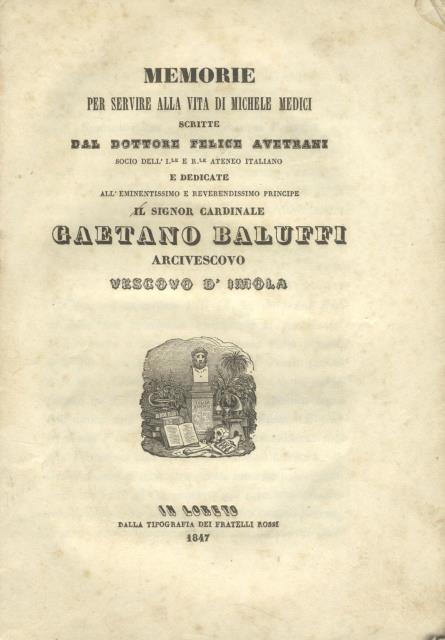 MEMORIE
PER SERVIRE ALLA VITA DI MICHELE MEDICI
SCRITTE
DAL DOTTORE FELICE AVETRANI
SOCIO DELL' I.LE E R.LE ATENEO ITALIANO
E DEDICATE
ALL' EMINENTISSIMO E REVERENDISSIMO PRINCIPE
IL SIGNOR CARDINALE
GAETANO BALUFFI
ARCIVESCOVO
VESCOVO D' IMOLA
IN LORETO
DALLA TIPOGRAFIA DEI FRATELLI ROSSI
1847